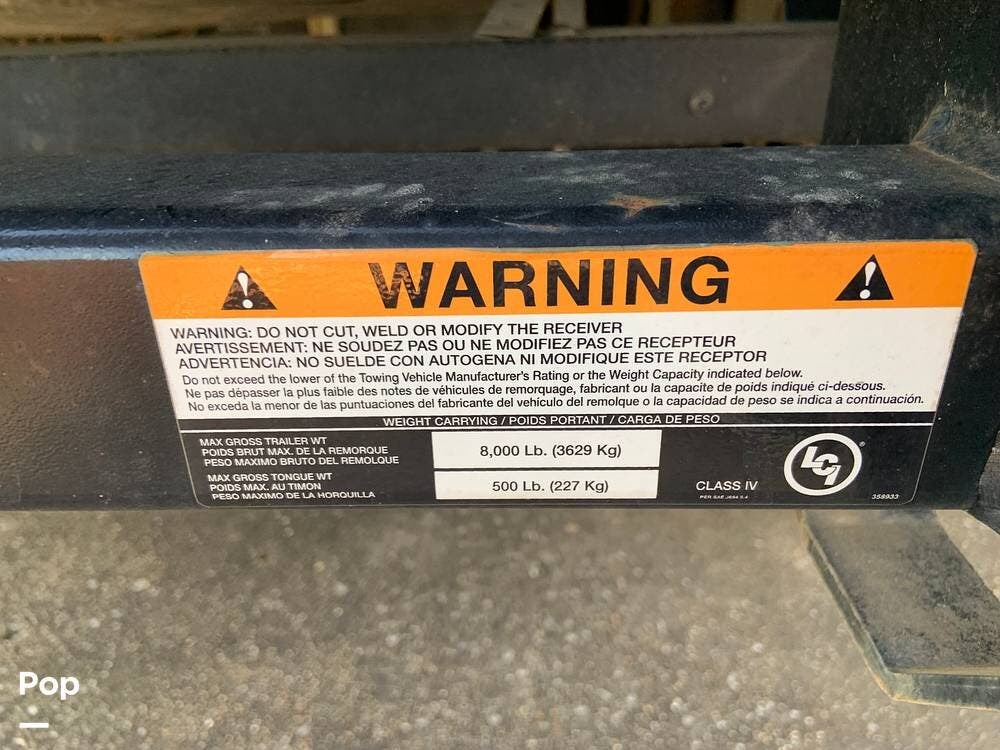 WARNING
WARNING: DO NOT CUT, WELD OR MODIFY THE RECEIVER
AVERTISSEMENT: NE SOUDEZ PAS OU NE MODIFIEZ PAS CE RECEPTEUR
ADVERTENCIA: NO SUELDE CON AUTOGENA NI MODIFIQUE ESTE RECEPTOR
Do not exceed the lower of the Towing Vehicle Manufacturer's Rating or the Weight Capacity indicated below.
Ne pas dépasser la plus faible des notes de véhicules de remorquage, fabricant ou la capacite de poids indiqué ci-dessous.
No exceda la menor de las puntuaciones del fabricante del vehículo del remolque o la capacidad de peso se indica a continuación.
WEIGHT CARRYING / POIDS PORTANT / CARGA DE PESO
MAX GROSS TRAILER WT
POIDS BRUT MAX. DE LA REMORQUE
PESO MAXIMO BRUTO DEL REMOLQUE
8,000 Lb. (3629 Kg)
MAX GROSS TONGUE WT
POIDS MAX. AU TIMON
PESO MAXIMO DE LA HORQUILLA
500 Lb. (227 Kg)
CLASS IV
PER SAE J684 5.4
LCI
358933
Pop